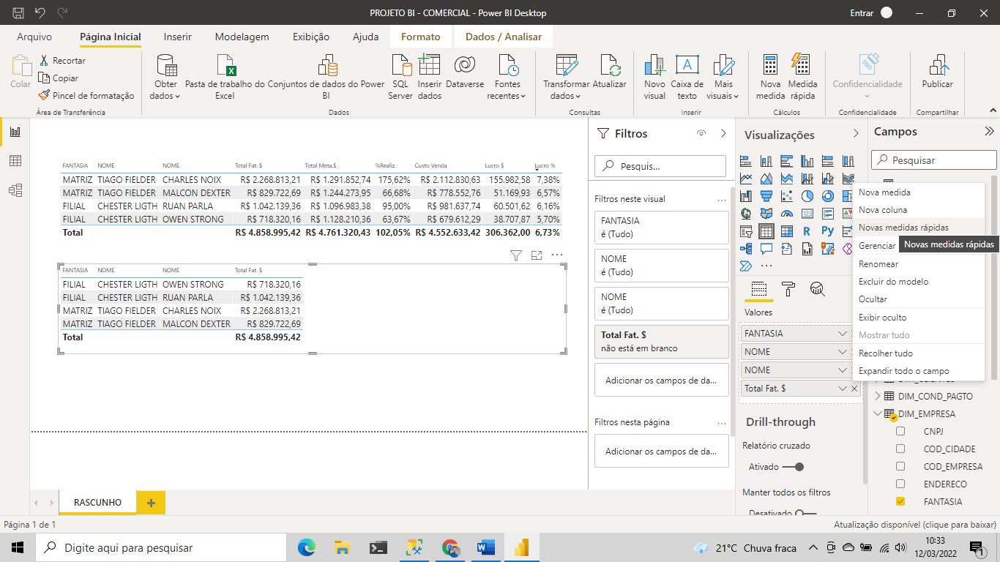 PROJETO BI - COMERCIAL - Power BI Desktop
Entrar
Arquivo
Página Inicial
Inserir
Modelagem
Exibição
Ajuda
Formato
Dados / Analisar
Colar
Recortar
Copiar
Pincel de formatação
Área de Transferência
Obter
dados
Pasta de trabalho do
Excel
Conjuntos de dados do Power
BI
SQL
Server
Inserir
dados
Dataverse
Fontes
recentes
Dados
Transformar
dados
Atualizar
Consultas
Novo
visual
Caixa de
texto
Mais
visuais
Inserir
Nova
medida
Medida
rápida
Cálculos
Confidencialidade
Confidencialidade
Publicar
Compartilhar
FANTASIA NOME NOME Total Fat. $ Total Meta.$ %Realiz. Custo Venda Lucro $ Lucro %
MATRIZ TIAGO FIELDER CHARLES NOIX R$ 2.268.813,21 R$ 1.291.852,74 175,62% R$ 2.112.830,63 155.982,58 7,38%
MATRIZ TIAGO FIELDER MALCON DEXTER R$ 829.722,69 R$ 1.244.273,95 66,68% R$ 778.552,76 51.169,93 6,57%
FILIAL CHESTER LIGTH RUAN PARLA R$ 1.042.139,36 R$ 1.096.983,38 95,00% R$ 981.637,74 60.501,62 6,16%
FILIAL CHESTER LIGTH OWEN STRONG R$ 718.320,16 R$ 1.128.210,36 63,67% R$ 679.612,29 38.707,87 5,70%
Total R$ 4.858.995,42 R$ 4.761.320,43 102,05% R$ 4.552.633,42 306.362,00 6,73%
FANTASIA NOME NOME Total Fat. $
FILIAL CHESTER LIGTH OWEN STRONG R$ 718.320,16
FILIAL CHESTER LIGTH RUAN PARLA R$ 1.042.139,36
MATRIZ TIAGO FIELDER CHARLES NOIX R$ 2.268.813,21
MATRIZ TIAGO FIELDER MALCON DEXTER R$ 829.722,69
Total R$ 4.858.995,42
Filtros
Pesquis...
Filtros neste visual
FANTASIA
é (Tudo)
NOME
é (Tudo)
NOME
é (Tudo)
Total Fat. $
não está em branco
Adicionar os campos de da...
Filtros nesta página
Adicionar os campos de da...
Visualizações
Valores
FANTASIA
NOME
NOME
Total Fat. $
Drill-through
Relatório cruzado
Ativado
Manter todos os filtros
Desativado
Campos
Pesquisar
Nova medida
Nova coluna
Novas medidas rápidas
Gerenciar
Novas medidas rápidas
Renomear
Excluir do modelo
Ocultar
Exibir oculto
Mostrar tudo
Recolher tudo
Expandir todo o campo
DIM_CLIENTES
DIM_COND_PAGTO
DIM_EMPRESA
CNPJ
COD_CIDADE
COD_EMPRESA
ENDERECO
FANTASIA
RASCUNHO
Página 1 de 1
Atualização disponível (clique para baixar)
Digite aqui para pesquisar
21°C Chuva fraca
10:33
12/03/2022
1